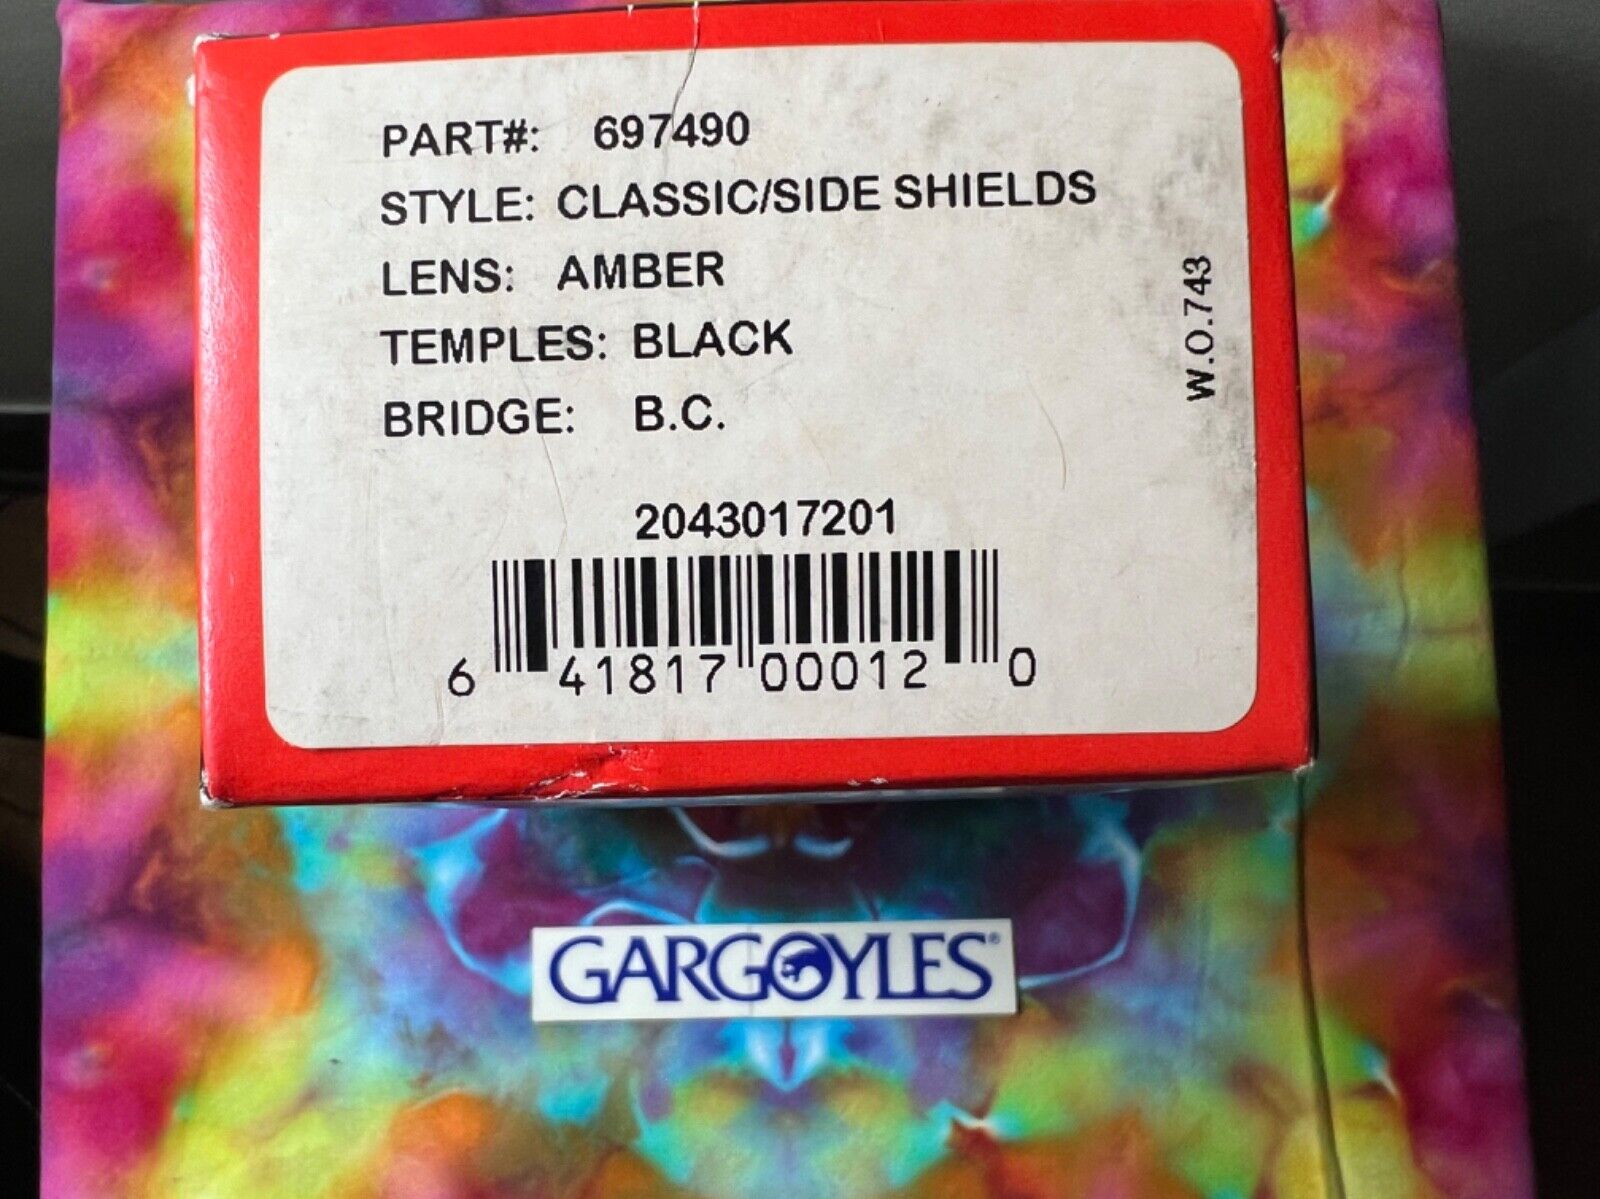 PART#: 697490
STYLE: CLASSIC/SIDE SHIELDS
LENS: AMBER
TEMPLES: BLACK
BRIDGE: B.C.
W.O.743
2043017201
6 41817 00012 0
GARGOYLES®